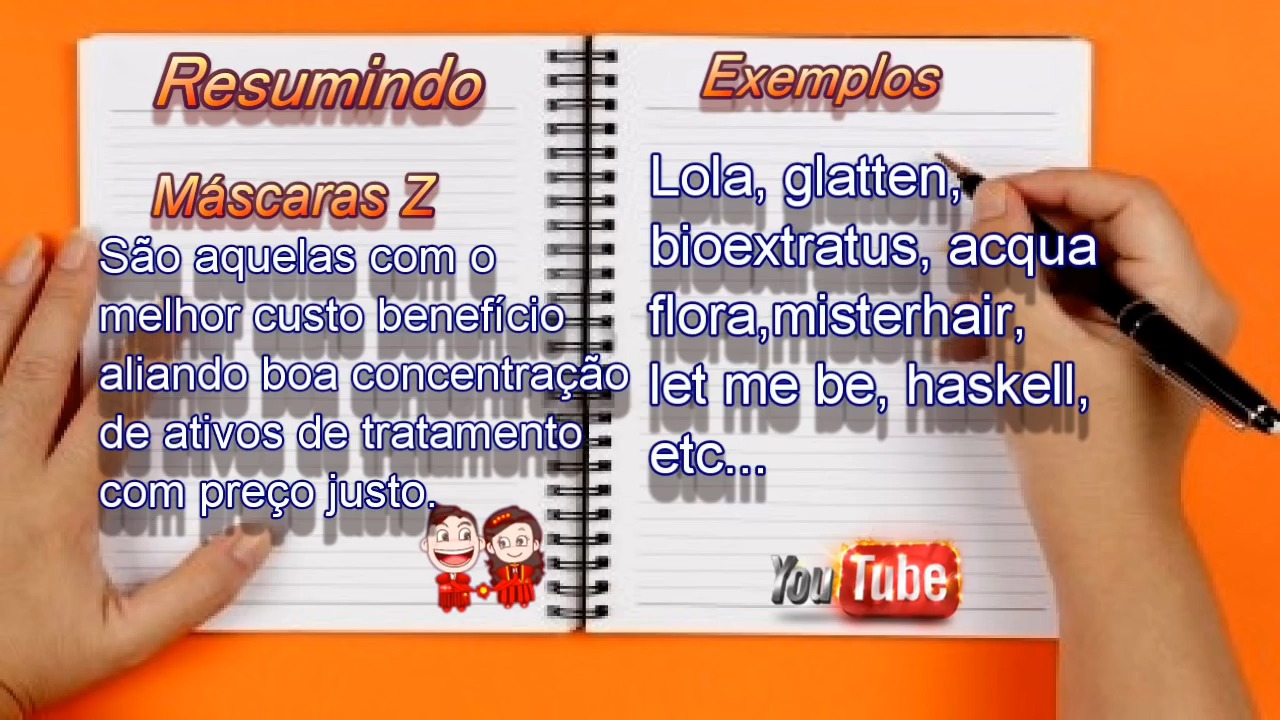 Resumindo
Máscaras Z
São aquelas com o
melhor custo benefício
aliando boa concentração
de ativos de tratamento
com preço justo.
Exemplos
Lola, glatten,
bioextratus, acqua
flora,misterhair,
let me be, haskell,
etc...
YouTube